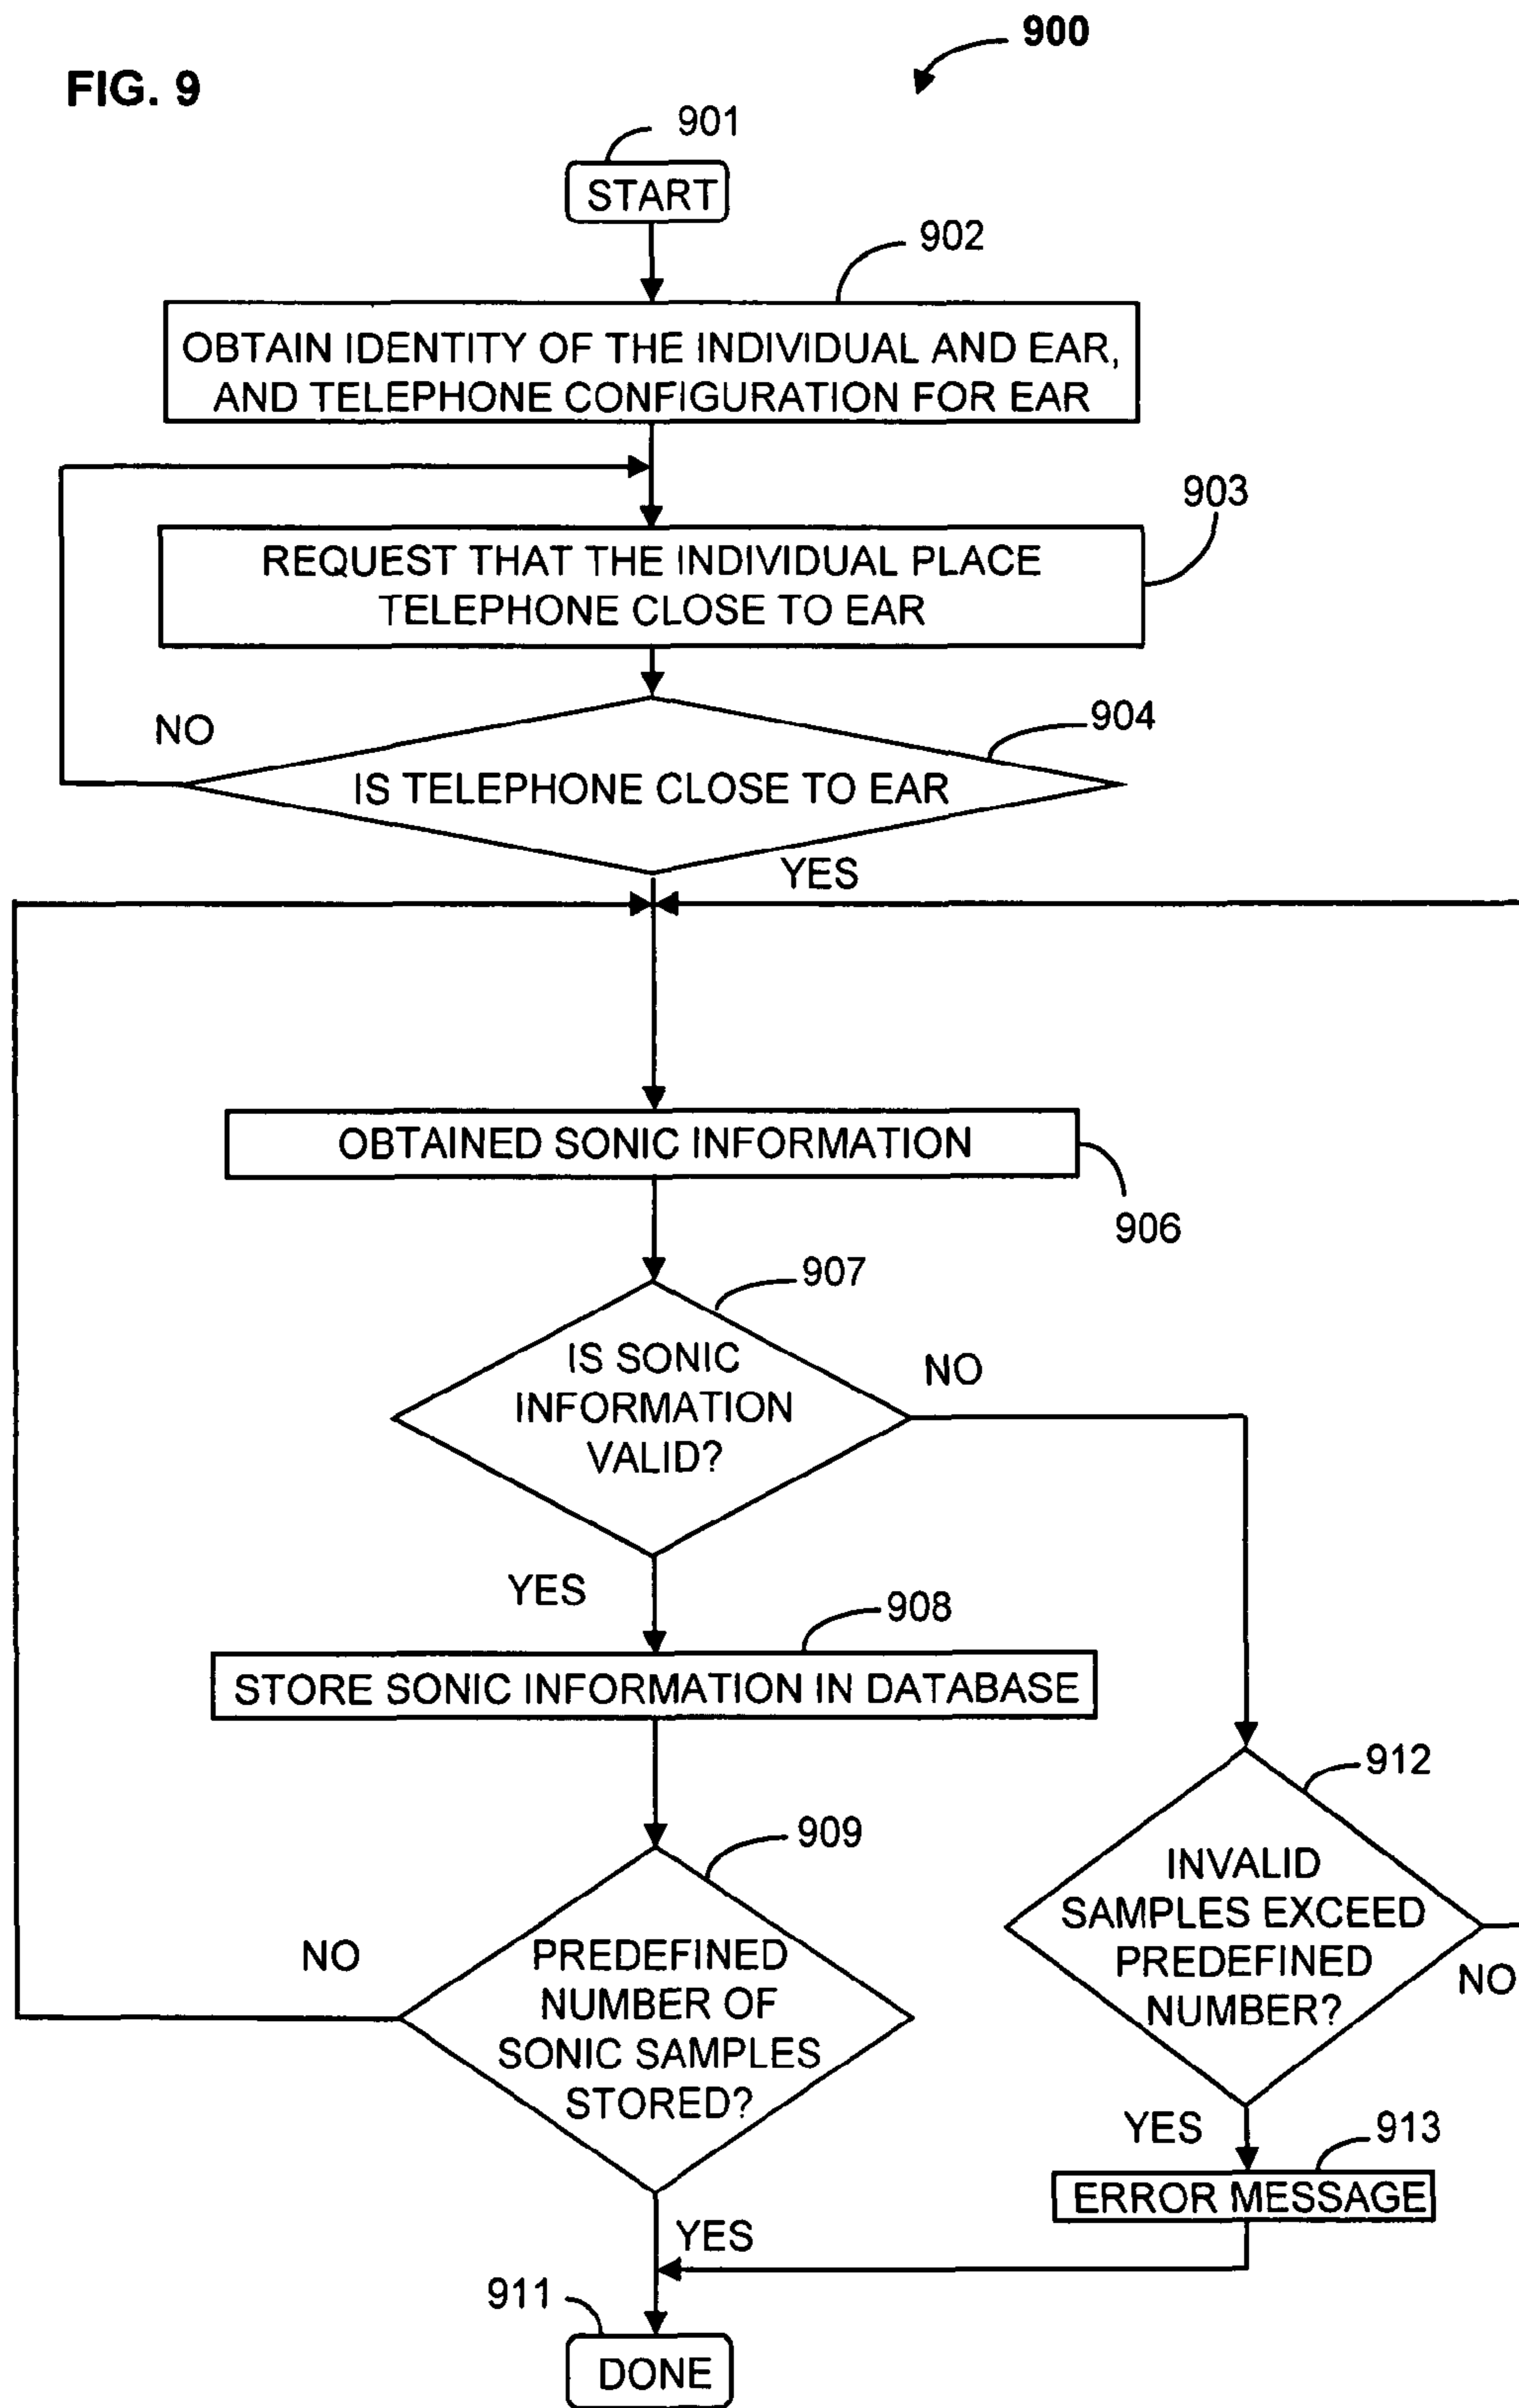 900
FIG. 9
901
START
902
OBTAIN IDENTITY OF THE INDIVIDUAL AND EAR,
AND TELEPHONE CONFIGURATION FOR EAR
903
REQUEST THAT THE INDIVIDUAL PLACE
TELEPHONE CLOSE TO EAR
904
NO
IS TELEPHONE CLOSE TO EAR
YES
OBTAINED SONIC INFORMATION
906
907
IS SONIC
INFORMATION
VALID?
NO
YES
908
STORE SONIC INFORMATION IN DATABASE
909
PREDEFINED
NUMBER OF
SONIC SAMPLES
STORED?
NO
912
INVALID
SAMPLES EXCEED
PREDEFINED
NUMBER?
NO
YES
913
ERROR MESSAGE
YES
911
DONE